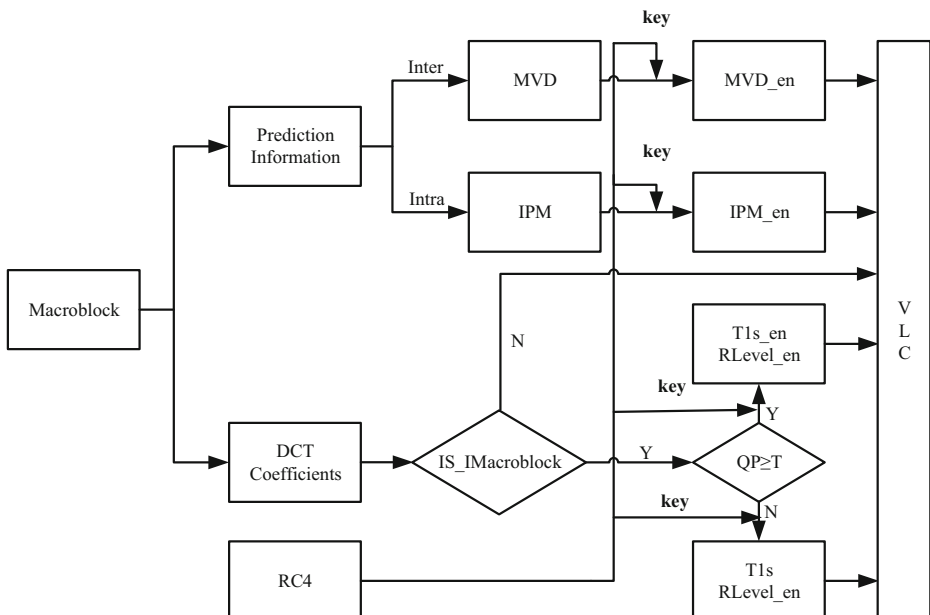 key
Inter
MVD
MVD_en
Prediction
Information
key
Intra
IPM
IPM_en
Macroblock
N
V
L
C
T1s_en
RLevel_en
key
Y
DCT
Coefficients
IS_IMacroblock
Y
QP≥T
key
N
RC4
T1s
RLevel_en